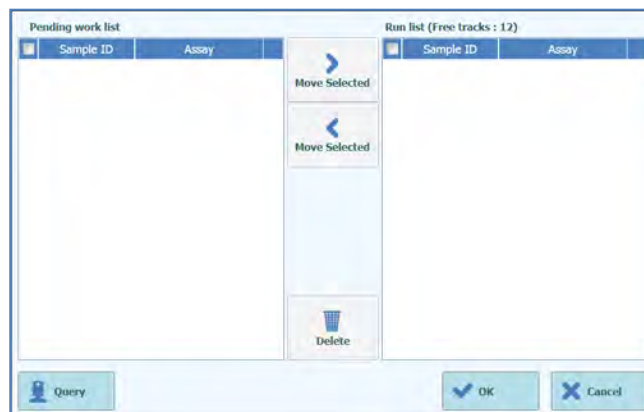 Pending work list
Run list (Free tracks : 12)
Sample ID Assay
Sample ID Assay
Move Selected
Move Selected
Delete
Query
OK
Cancel